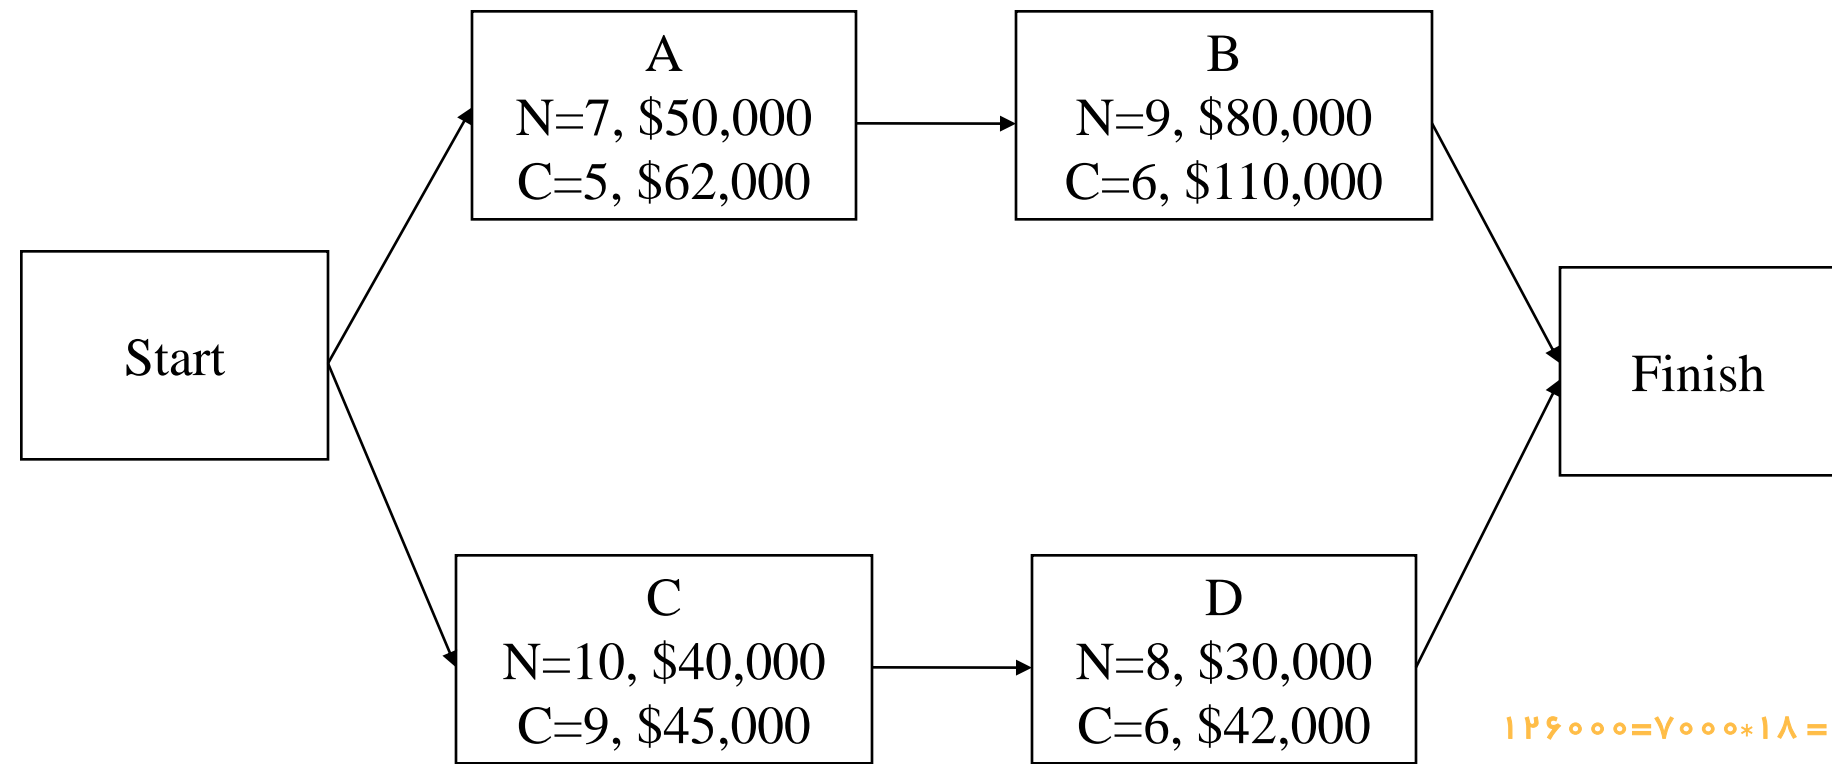 A
N=7, $50,000
C=5, $62,000
B
N=9, $80,000
C=6, $110,000
Start
Finish
C
N=10, $40,000
C=9, $45,000
D
N=8, $30,000
C=6, $42,000
۱۲۶۰۰۰=۷۰۰۰*۱۸ =